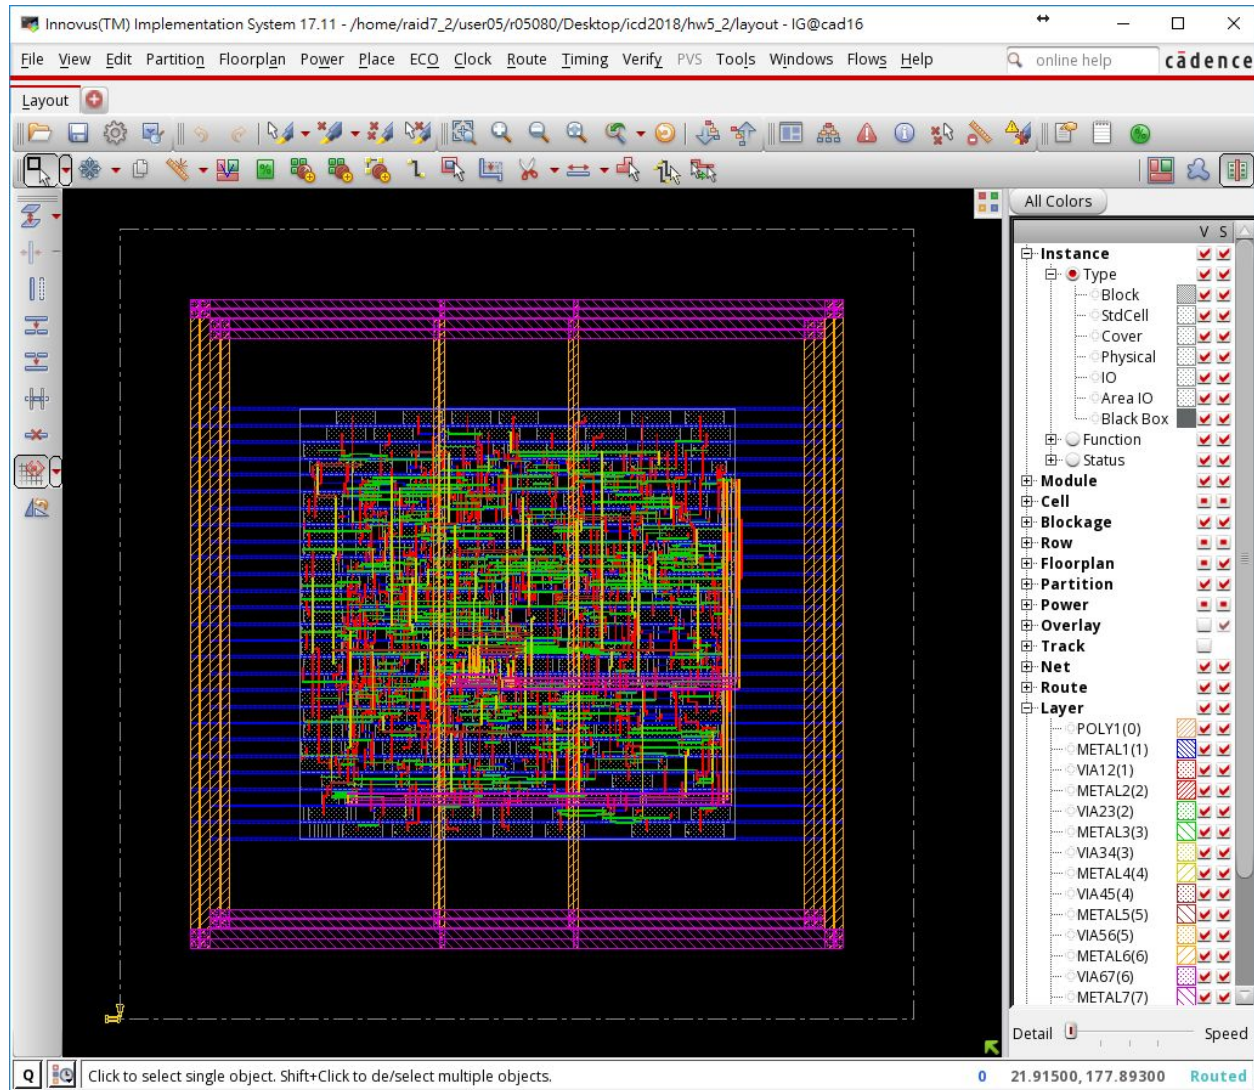 Innovus(TM) Implementation System 17.11 - /home/raid7_2/user05/r05080/Desktop/icd2018/hw5_2/layout - IG@cad16
File View Edit Partition Floorplan Power Place ECO Clock Route Timing Verify PVS Tools Windows Flows Help online help cādence
Layout
All Colors
V S
Instance
Type
Block
StdCell
Cover
Physical
IO
Area IO
Black Box
Function
Status
Module
Cell
Blockage
Row
Floorplan
Partition
Power
Overlay
Track
Net
Route
Layer
POLY1(0)
METAL1(1)
VIA12(1)
METAL2(2)
VIA23(2)
METAL3(3)
VIA34(3)
METAL4(4)
VIA45(4)
METAL5(5)
VIA56(5)
METAL6(6)
VIA67(6)
METAL7(7)
Detail Speed
Q Click to select single object. Shift+Click to de/select multiple objects. 0 21.91500, 177.89300 Routed